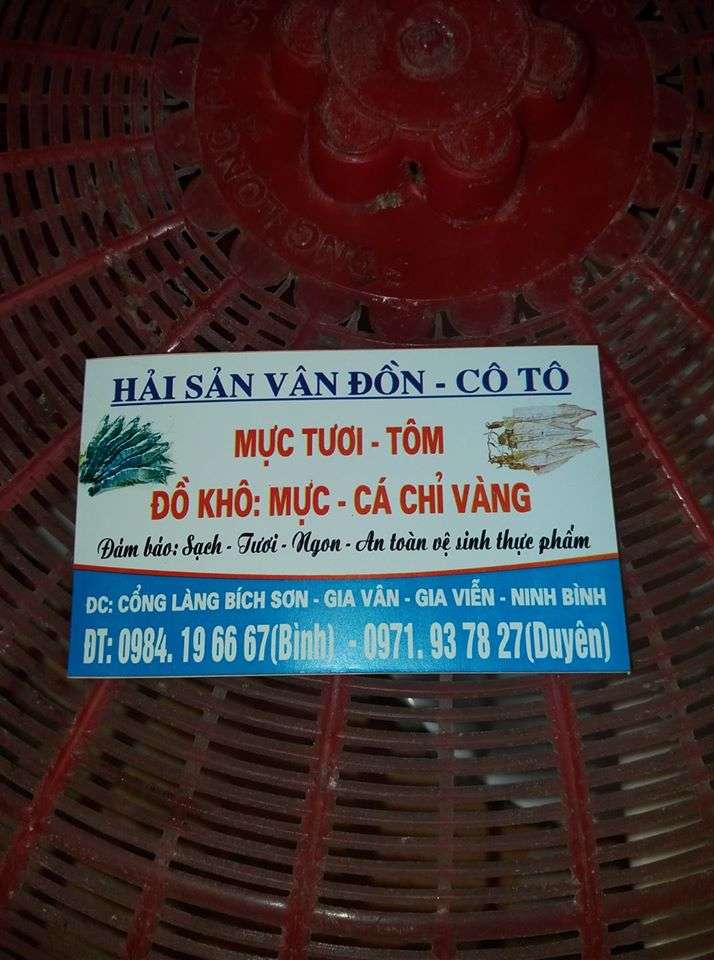 HẢI SẢN VÂN ĐỒN - CÔ TÔ
MỰC TƯƠI - TÔM
ĐỒ KHÔ: MỰC - CÁ CHỈ VÀNG
Đảm bảo: Sạch - Tươi - Ngon - An toàn vệ sinh thực phẩm
ĐC: CỔNG LÀNG BÍCH SƠN - GIA VÂN - GIA VIỄN - NINH BÌNH
ĐT: 0984. 19 66 67(Bình) - 0971. 93 78 27(Duyên)